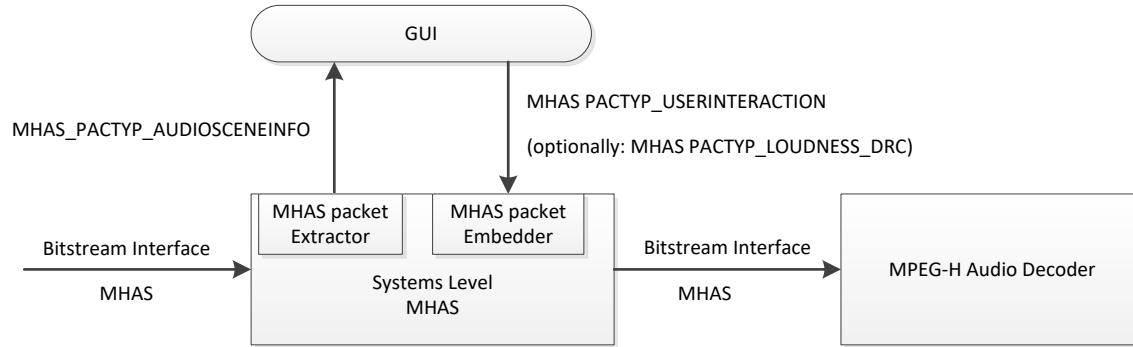 GUI
MHAS_PACTYP_AUDIOSCENEINFO
MHAS PACTYP_USERINTERACTION
(optionally: MHAS PACTYP_LOUDNESS_DRC)
Bitstream Interface
MHAS
MHAS packet
Extractor
MHAS packet
Embedder
Systems Level
MHAS
Bitstream Interface
MHAS
MPEG-H Audio Decoder